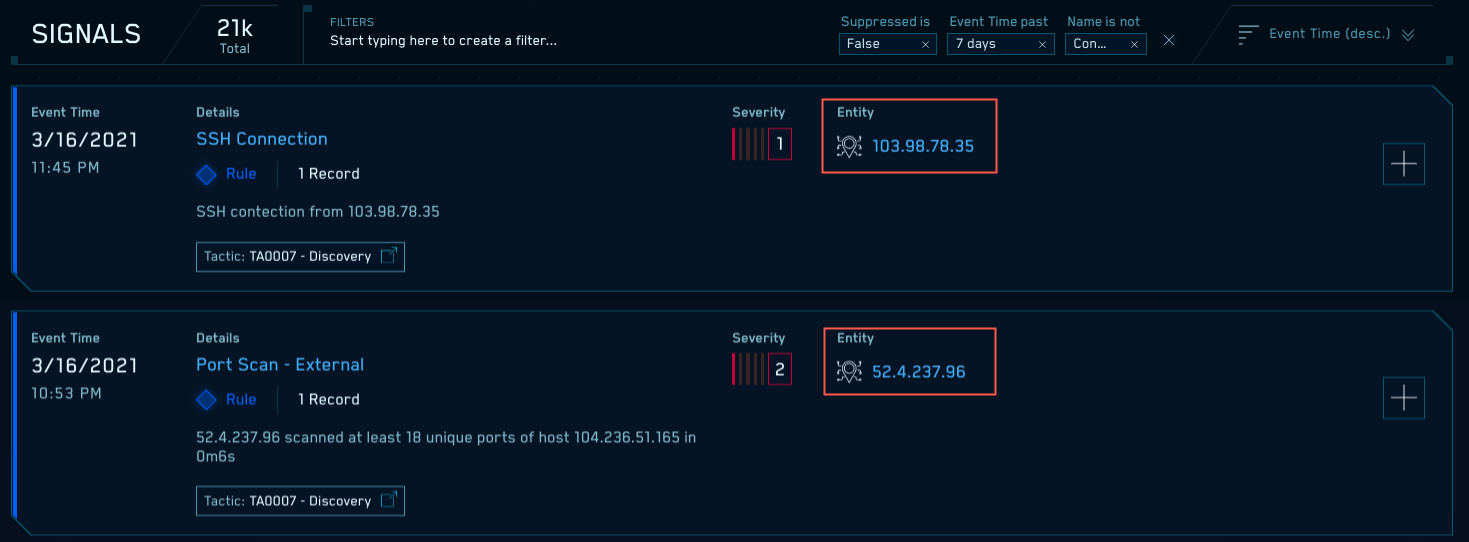 SIGNALS
21k
Total
FILTERS
Start typing here to create a filter...
Suppressed is
False
Event Time past
7 days
Name is not
Con...
Event Time (desc.)
Event Time
3/16/2021
11:45 PM
Details
SSH Connection
Rule
1 Record
SSH contection from 103.98.78.35
Tactic: TA0007 - Discovery
Severity
1
Entity
103.98.78.35
Event Time
3/16/2021
10:53 PM
Details
Port Scan - External
Rule
1 Record
52.4.237.96 scanned at least 18 unique ports of host 104.236.51.165 in
0m6s
Tactic: TA0007 - Discovery
Severity
2
Entity
52.4.237.96